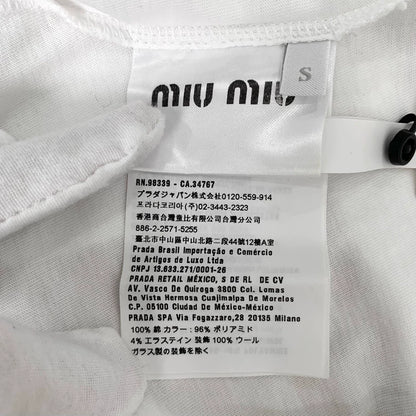 S
miu miu
RN.98339 - CA.34767
プラダジャパン株式会社0120-559-914
프라다코리아 (주) 02-3443-2323
香港商台灣壹比有限公司台灣分公司
886-2-2571-5255
臺北市中山區中山北路二段44號12樓A室
Prada Brasil Importação e Comércio
de Artigos de Luxo Ltda
CNPJ 13.633.271/0001-26
PRADA RETAIL MÉXICO, S DE RL DE CV
AV. Vasco De Quiroga 3800 Col. Lomas
De Vista Hermosa Cuajimalpa De Morelos
C.P. 05100 Ciudad De México-México
PRADA SPA Via Fogazzaro,28 20135 Milano
100% 綿 カラー: 96% ポリアミド
4% エラステイン 装飾 100% ウール
ガラス製の装飾を除く